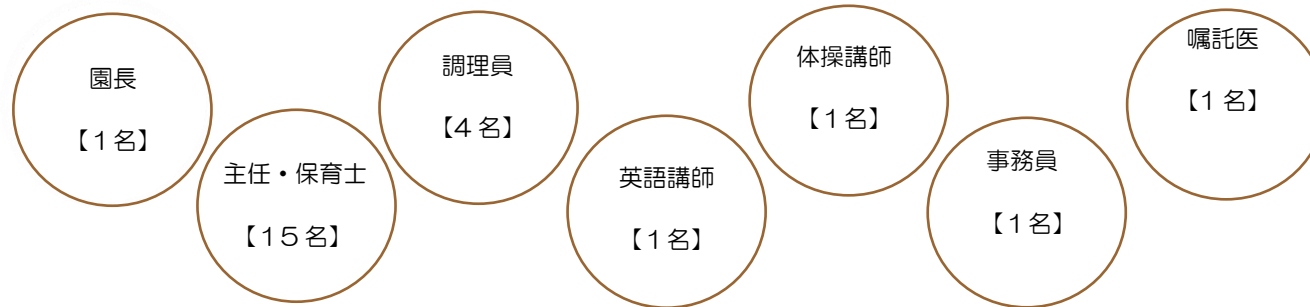 園長
【１名】
主任・保育士
【１５名】
調理員
【４名】
英語講師
【１名】
体操講師
【１名】
事務員
【１名】
嘱託医
【１名】